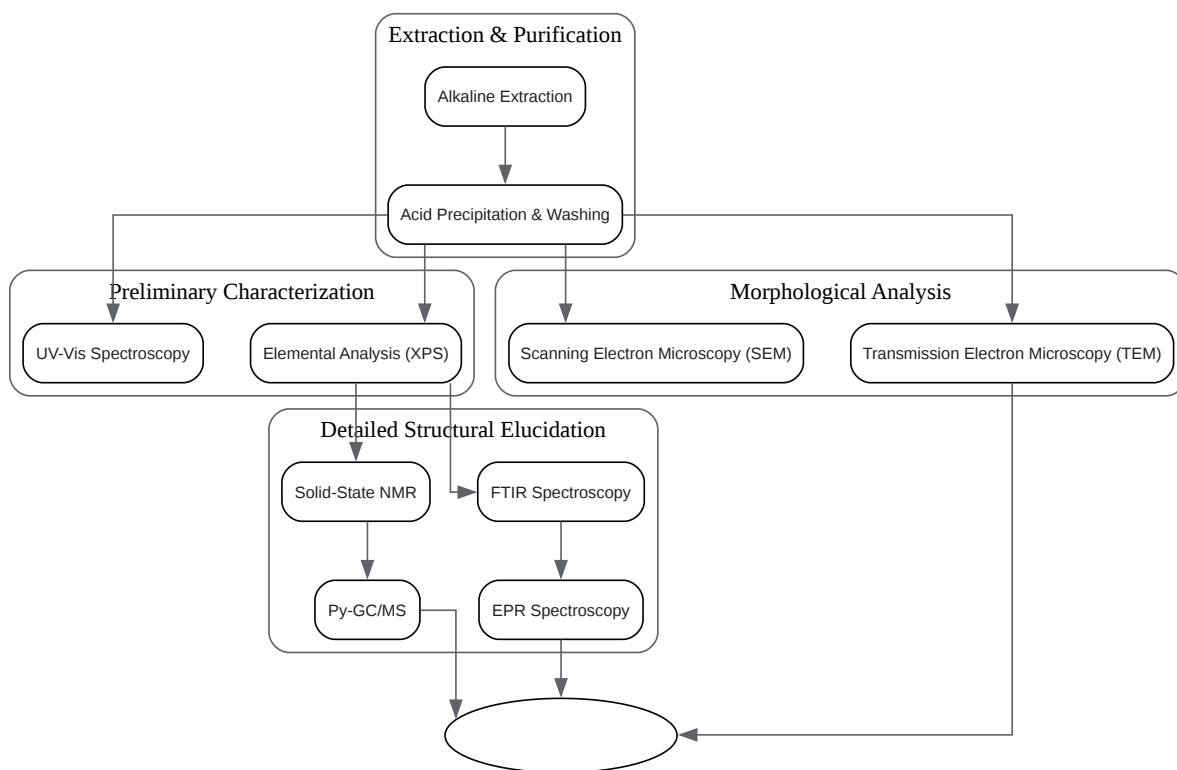 Extraction & Purification
Alkaline Extraction
Acid Precipitation & Washing
Preliminary Characterization
Morphological Analysis
UV-Vis Spectroscopy
Elemental Analysis (XPS)
Scanning Electron Microscopy (SEM)
Transmission Electron Microscopy (TEM)
Detailed Structural Elucidation
Solid-State NMR
FTIR Spectroscopy
Py-GC/MS
EPR Spectroscopy